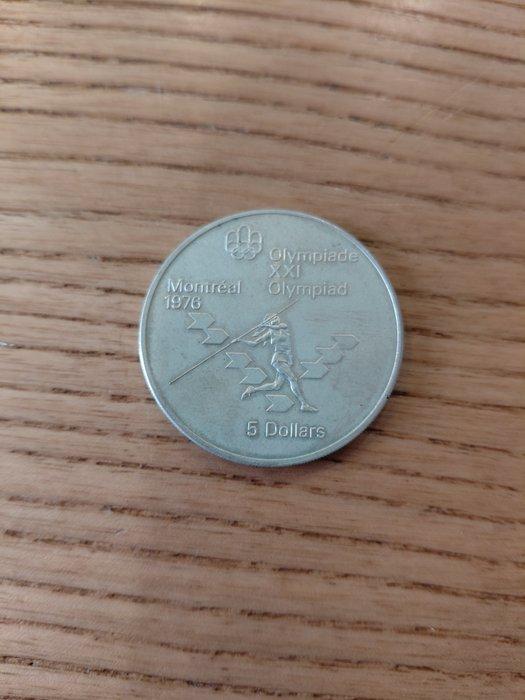 Olympiade
XXI
Olympiad
Montréal
1976
5 Dollars